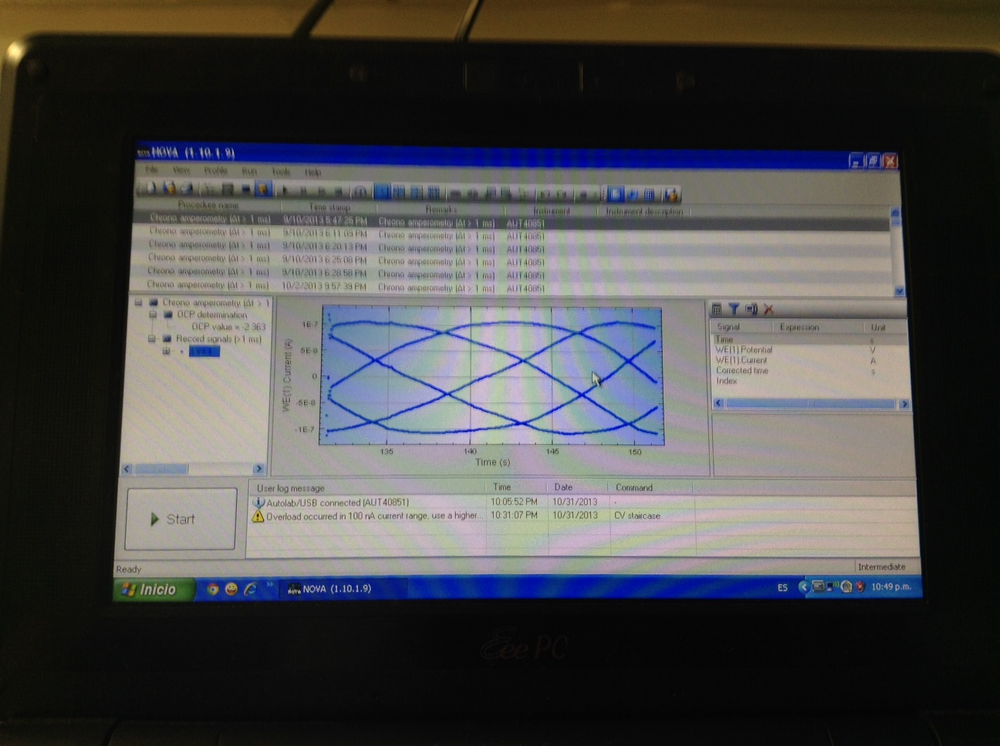 NOVA (1.10.1.9)
File View Profile Run Tools Help
Procedure name Time stamp Remarks Instrument Instrument description
Chrono amperometry (Δt > 1 ms) 9/10/2013 5:47:25 PM Chrono amperometry (Δt > 1 ms) AUT40851
Chrono amperometry (Δt > 1 ms) 9/10/2013 6:11:09 PM Chrono amperometry (Δt > 1 ms) AUT40851
Chrono amperometry (Δt > 1 ms) 9/10/2013 6:20:13 PM Chrono amperometry (Δt > 1 ms) AUT40851
Chrono amperometry (Δt > 1 ms) 9/10/2013 6:25:08 PM Chrono amperometry (Δt > 1 ms) AUT40851
Chrono amperometry (Δt > 1 ms) 9/10/2013 6:28:58 PM Chrono amperometry (Δt > 1 ms) AUT40851
Chrono amperometry (Δt > 1 ms) 10/2/2013 9:57:39 PM Chrono amperometry (Δt > 1 ms) AUT40851
Chrono amperometry (Δt > 1
OCP determination
OCP value = -2.363
Record signals (>1 ms)
WE(1).Current (A)
1E-7
5E-8
0
-5E-8
-1E-7
135 140 145 150
Time (s)
Signal Expression Unit
Time s
WE(1).Potential V
WE(1).Current A
Corrected time s
Index
Start
User log message Time Date Command
Autolab/USB connected (AUT40851) 10:05:52 PM 10/31/2013 -
Overload occurred in 100 nA current range, use a higher... 10:31:07 PM 10/31/2013 CV staircase
Ready Intermediate
Inicio NOVA (1.10.1.9) ES 10:49 p.m.
Eee PC